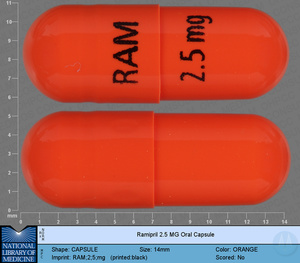 11
10
9
8
7
6
5
4
3
2
1
0
mm
RAM
2.5 mg
0 1 2 3 4 5 6 7 8 9 10 11 12 13 14
Ramipril 2.5 MG Oral Capsule
NATIONAL
LIBRARY OF
MEDICINE
Shape: CAPSULE Size: 14mm Color: ORANGE
Imprint: RAM;2;5;mg (printed;black) Scored: No